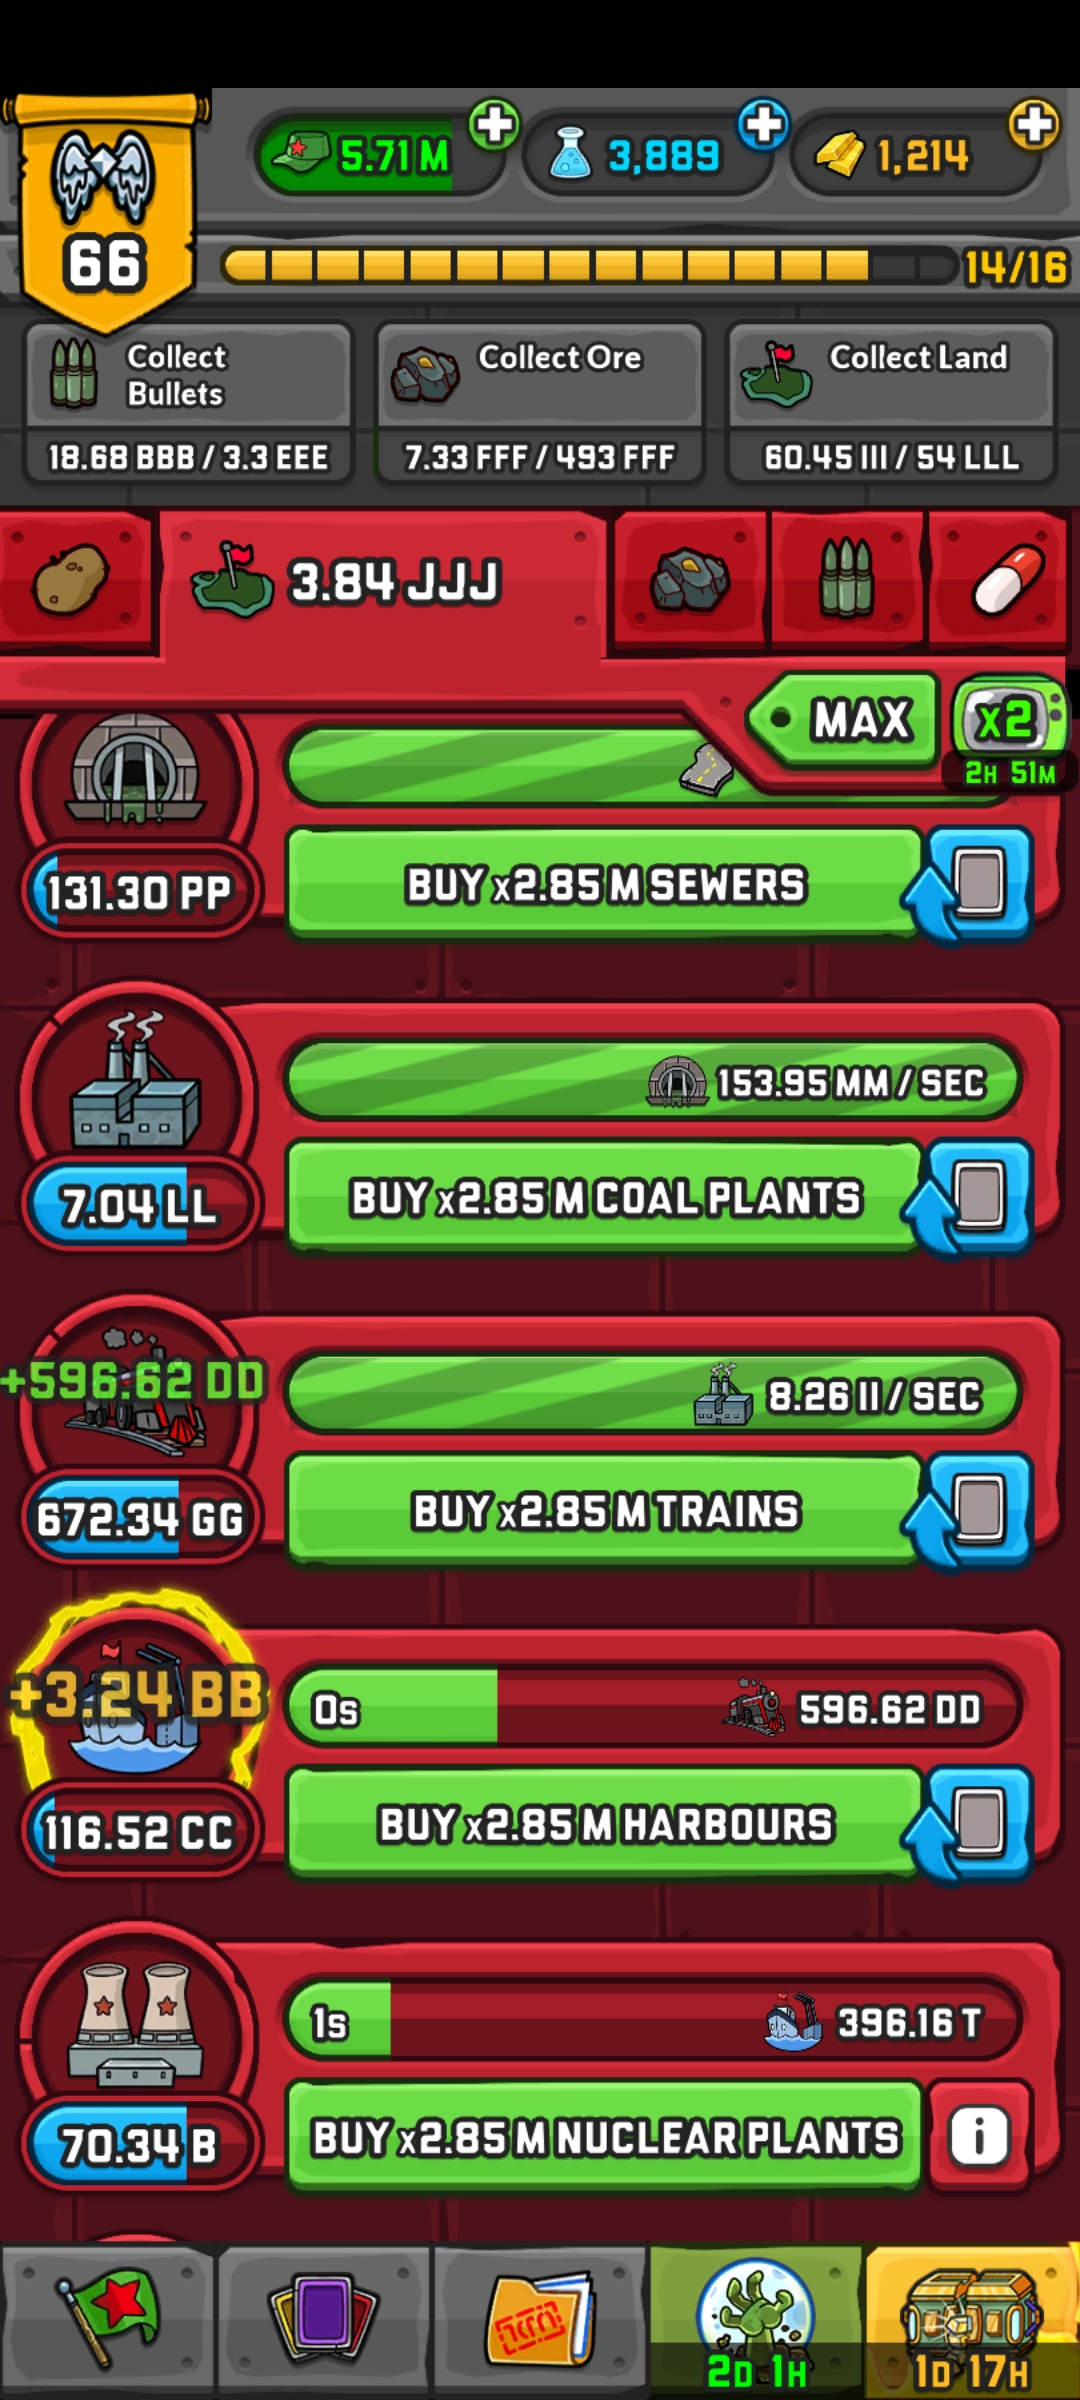 5.71 M
3,889
1,214
66
14/16
Collect
Bullets
Collect Ore
Collect Land
18.68 BBB / 3.3 EEE
7.33 FFF / 493 FFF
60.45 III / 54 LLL
3.84 JJJ
MAX
x2
2H 51M
131.30 PP
BUY x2.85 M SEWERS
153.95 MM / SEC
7.04 LL
BUY x2.85 M COAL PLANTS
+596.62 DD
8.26 II / SEC
672.34 GG
BUY x2.85 M TRAINS
+3.24 BB
0s
596.62 DD
116.52 CC
BUY x2.85 M HARBOURS
1s
396.16 T
70.34 B
BUY x2.85 M NUCLEAR PLANTS
i
2D 1H
1D 17H